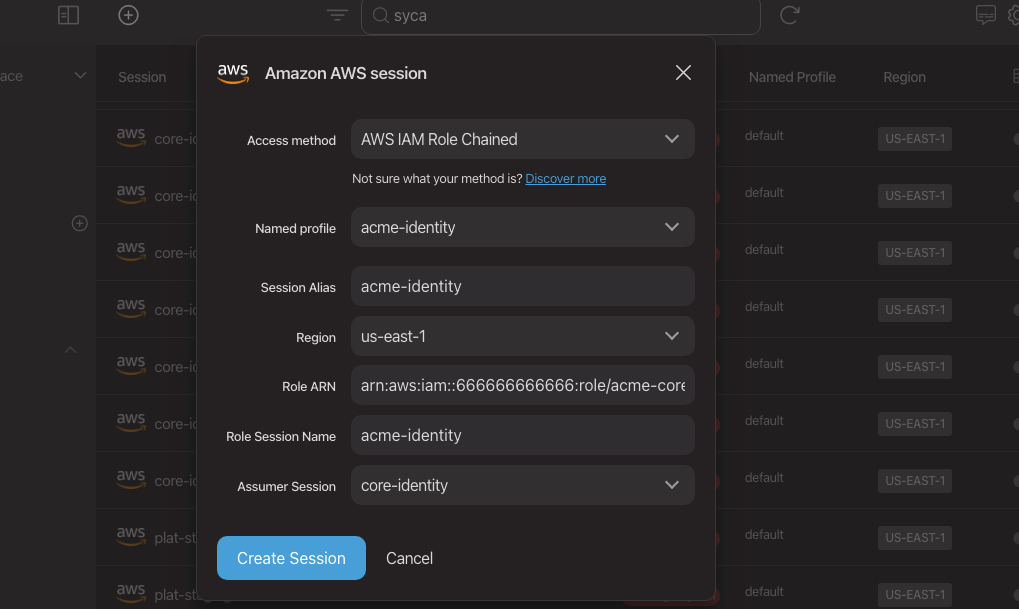 syca
ace
Session
Named Profile
Region
aws
Amazon AWS session
Access method
AWS IAM Role Chained
Not sure what your method is? Discover more
Named profile
acme-identity
Session Alias
acme-identity
Region
us-east-1
Role ARN
arn:aws:iam::666666666666:role/acme-core
Role Session Name
acme-identity
Assumer Session
core-identity
Create Session
Cancel
aws core-ic default US-EAST-1
aws core-ic default US-EAST-1
aws core-ic default US-EAST-1
aws core-ic default US-EAST-1
aws core-ic default US-EAST-1
aws core-ic default US-EAST-1
aws core-ic default US-EAST-1
aws plat-st default US-EAST-1
aws plat-st default US-EAST-1